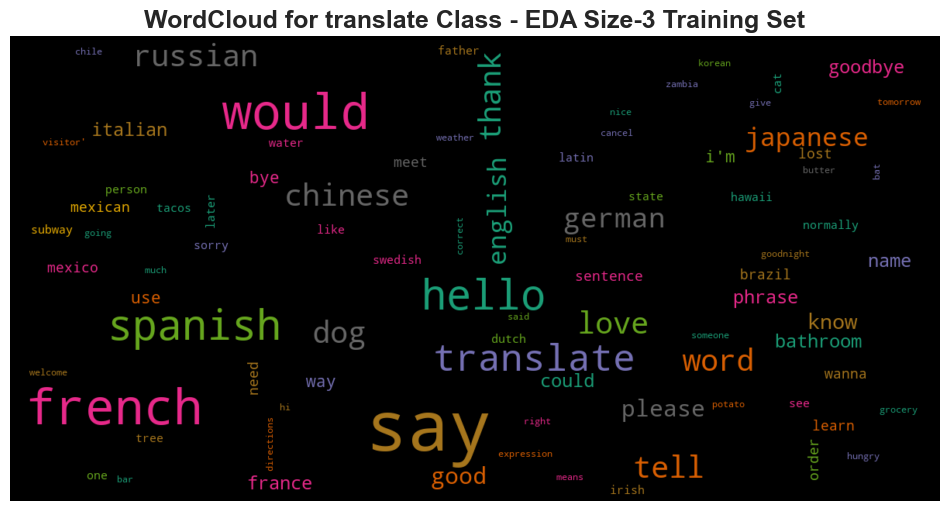 WordCloud for translate Class - EDA Size-3 Training Set
chile
russian
father
thank
korean
goodbye
zambia
cat
would
give
tomorrow
nice
italian
visitor'
water
weather
cancel
japanese
meet
latin
i'm
lost
butter
bat
bye
english
person
chinese
state
hawaii
mexican
tacos
later
german
normally
subway
going
like
correct
must
sorry
goodnight
name
mexico
much
swedish
sentence
brazil
use
hello
phrase
spanish
said
love
know
dog
dutch
someone
bathroom
translate
word
welcome
need
way
could
wanna
french
hi
say
please
potato
see
grocery
tree
directions
right
learn
expression
order
hungry
one
bar
france
good
means
tell
irish